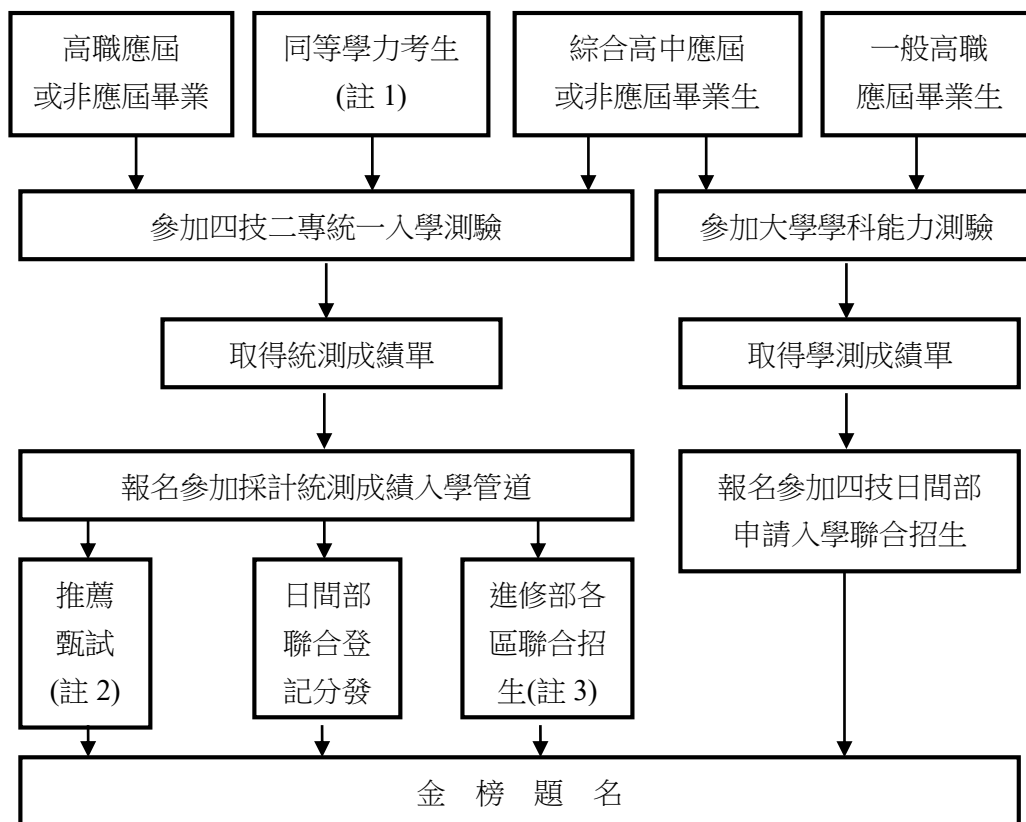 高職應屆
或非應屆畢業
同等學力考生
(註 1)
綜合高中應屆
或非應屆畢業生
一般高職
應屆畢業生
參加四技二專統一入學測驗
參加大學學科能力測驗
取得統測成績單
取得學測成績單
報名參加採計統測成績入學管道
報名參加四技日間部
申請入學聯合招生
推薦
甄試
(註 2)
日間部
聯合登
記分發
進修部各
區聯合招
生(註 3)
金 榜 題 名